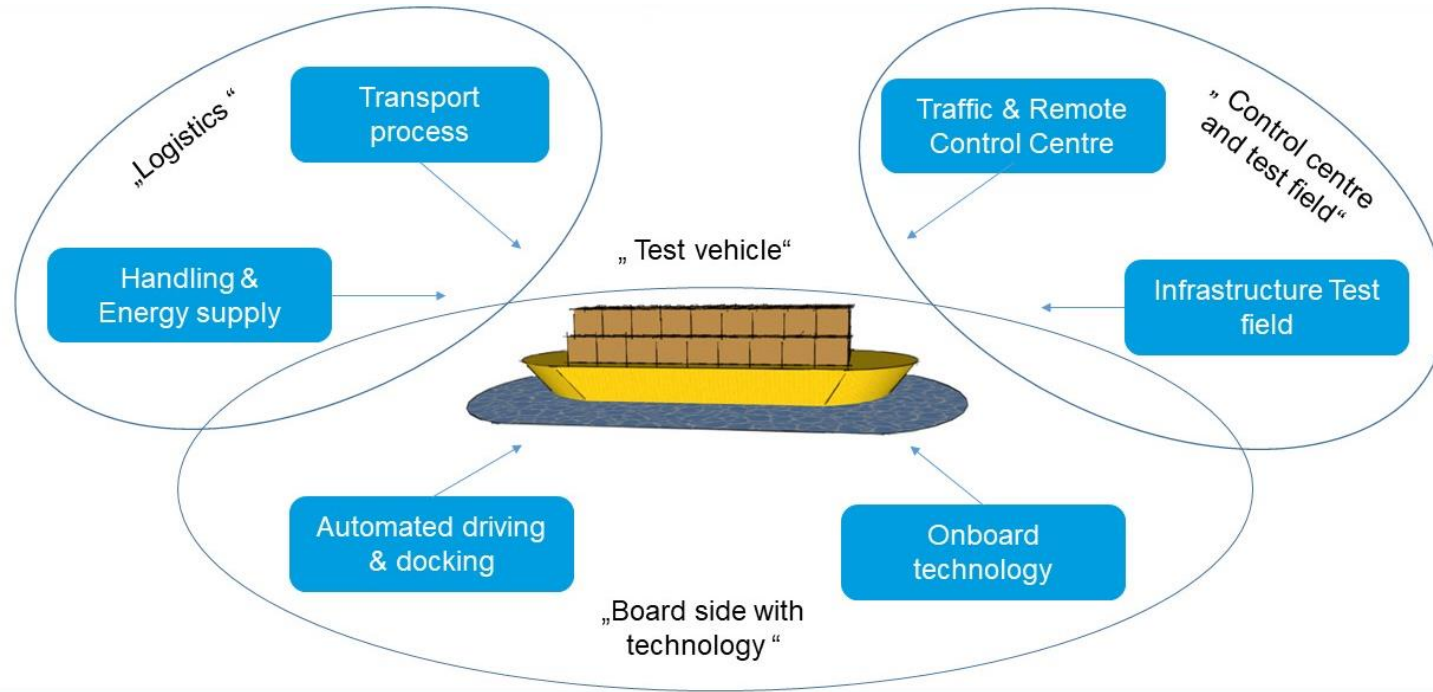 „Logistics “
Transport
process
Handling &
Energy supply
„ Test vehicle“
Traffic & Remote
Control Centre
„ Control centre
and test field“
Infrastructure Test
field
Automated driving
& docking
Onboard
technology
„Board side with
technology “